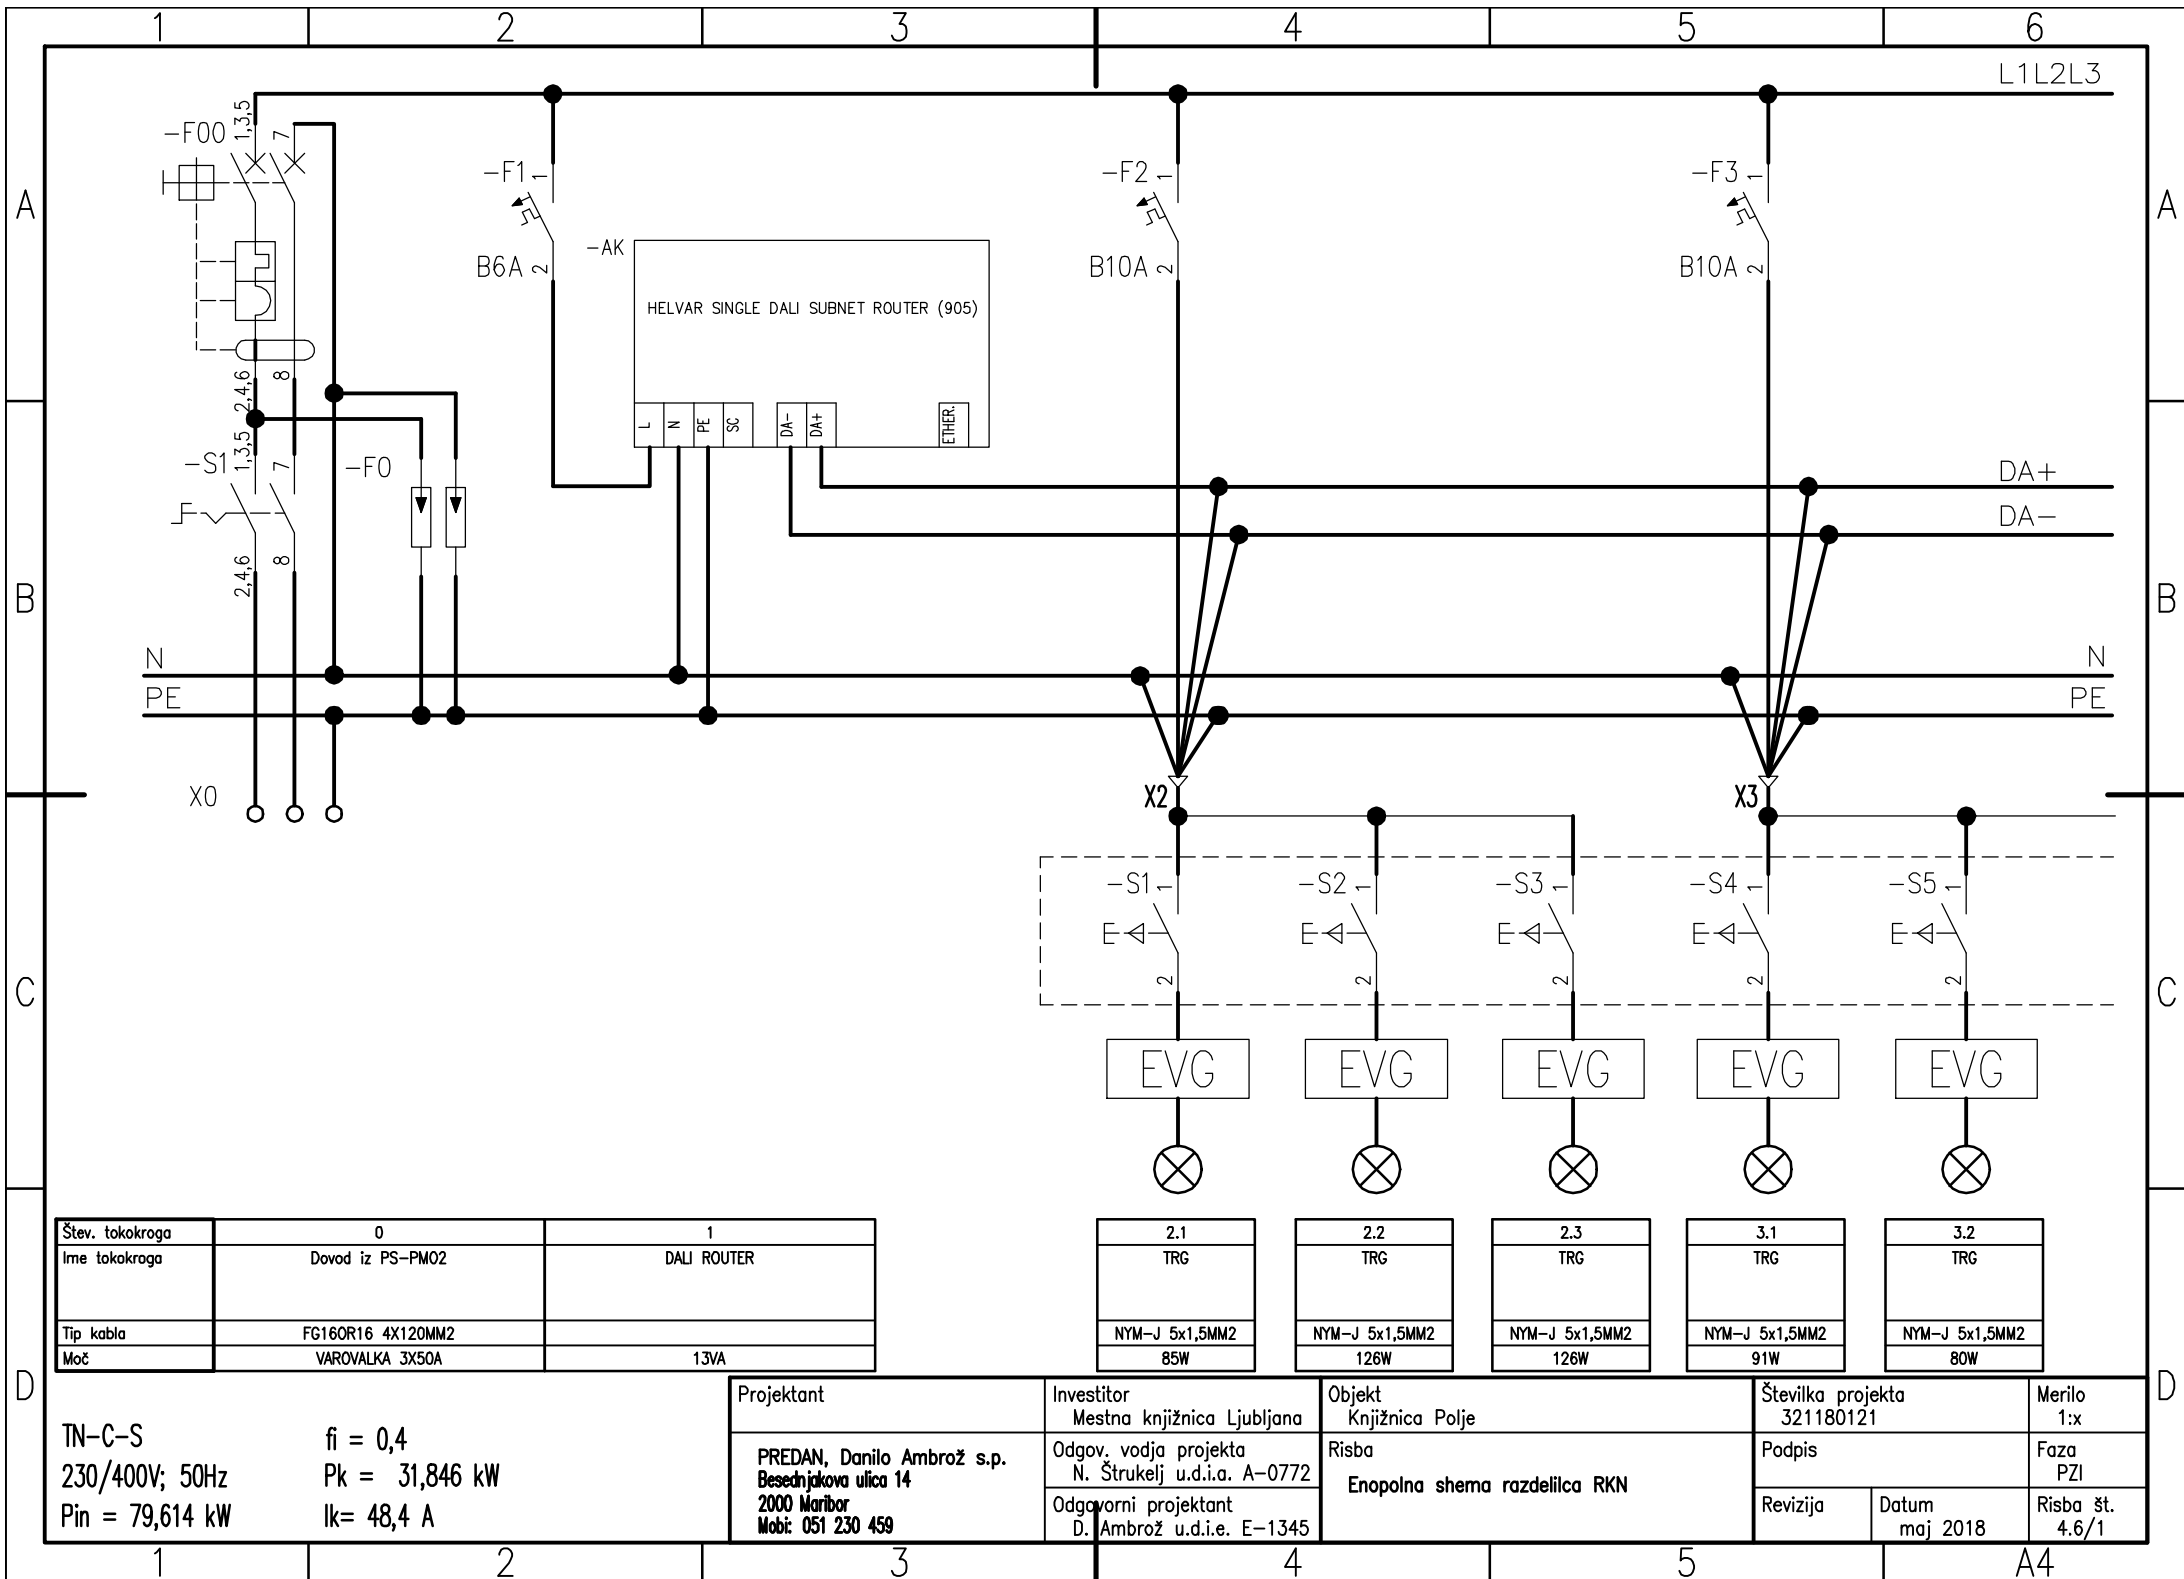 1 2 3 4 5 6
L1L2L3
-F00 1,3,5 7
-F1 1
-F2 1
-F3 1
A A
-AK
B6A 2
B10A 2
B10A 2
HELVAR SINGLE DALI SUBNET ROUTER (905)
2,4,6 8
L N PE SC DA- DA+ ETHER.
-S1 1,3,5 7
-F0
DA+
DA-
2,4,6 8
B B
N N
PE PE
X0
X2
X3
-S1 1
-S2 1
-S3 1
-S4 1
-S5 1
2 2 2 2 2
C C
EVG EVG EVG EVG EVG
Štev. tokokroga 0 1 2.1 2.2 2.3 3.1 3.2
Ime tokokroga Dovod iz PS-PM02 DALI ROUTER TRG TRG TRG TRG TRG
Tip kabla FG16OR16 4X120MM2 NYM-J 5x1,5MM2 NYM-J 5x1,5MM2 NYM-J 5x1,5MM2 NYM-J 5x1,5MM2 NYM-J 5x1,5MM2
Moč VAROVALKA 3X50A 13VA 85W 126W 126W 91W 80W
D D
TN-C-S
230/400V; 50Hz
Pin = 79,614 kW
fi = 0,4
Pk = 31,846 kW
Ik= 48,4 A
Projektant
PREDAN, Danilo Ambrož s.p.
Besednjakova ulica 14
2000 Maribor
Mobi: 051 230 459
Investitor
Mestna knjižnica Ljubljana
Odgov. vodja projekta
N. Štrukelj u.d.i.a. A-0772
Odgovorni projektant
D. Ambrož u.d.i.e. E-1345
Objekt
Knjižnica Polje
Risba
Enopolna shema razdelilca RKN
Številka projekta
321180121
Merilo
1:x
Podpis
Faza
PZI
Revizija
Datum
maj 2018
Risba št.
4.6/1
1 2 3 4 5 A4